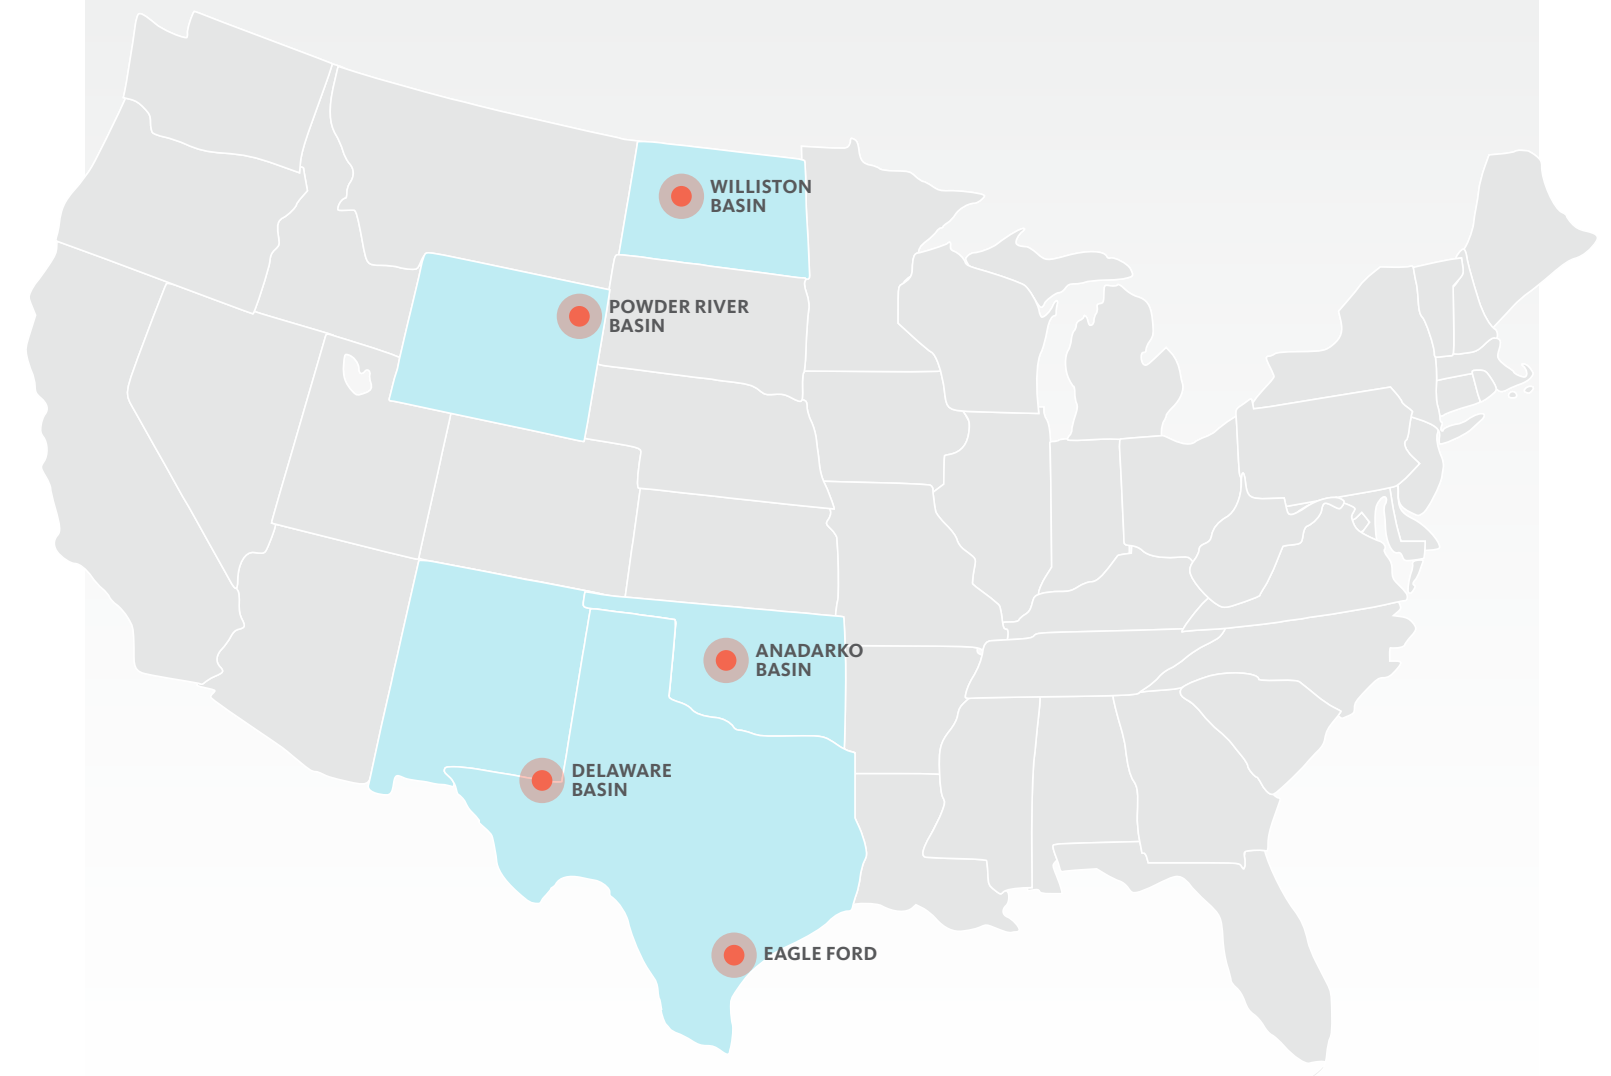 WILLISTON
BASIN
POWDER RIVER
BASIN
ANADARKO
BASIN
DELAWARE
BASIN
EAGLE FORD